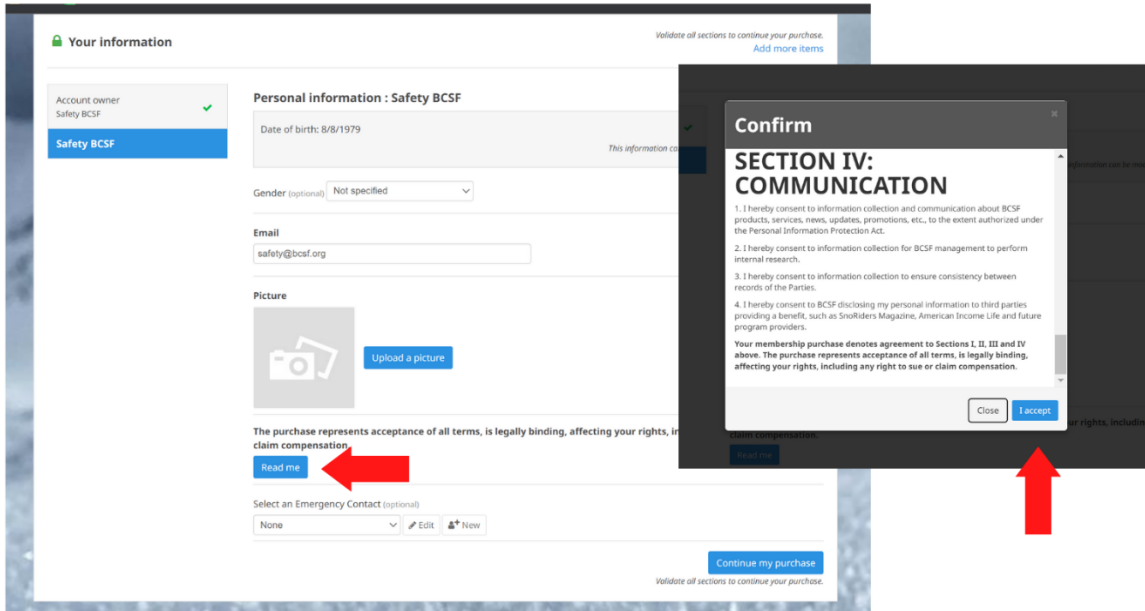 Your information
Validate all sections to continue your purchase.
Add more items
Account owner
Safety BCSF
Safety BCSF
Personal information : Safety BCSF
Date of birth: 8/8/1979
This information
Gender (optional) Not specified
Email
safety@bcsf.org
Picture
Upload a picture
The purchase represents acceptance of all terms, is legally binding, affecting your rights,
claim compensation.
Read me
Select an Emergency Contact (optional)
None Edit New
Continue my purchase
Validate all sections to continue your purchase.
Confirm
×
SECTION IV:
COMMUNICATION
1. I hereby consent to information collection and communication about BCSF
products, services, news, updates, promotions, etc., to the extent authorized under
the Personal Information Protection Act.
2. I hereby consent to information collection for BCSF management to perform
internal research.
3. I hereby consent to information collection to ensure consistency between
records of the Parties.
4. I hereby consent to BCSF disclosing my personal information to third parties
providing a benefit, such as SnoRiders Magazine, American Income Life and future
program providers.
Your membership purchase denotes agreement to Sections I, II, III and IV
above. The purchase represents acceptance of all terms, is legally binding,
affecting your rights, including any right to sue or claim compensation.
Close I accept
information can be
ur rights, includin
claim compensation.
Read me